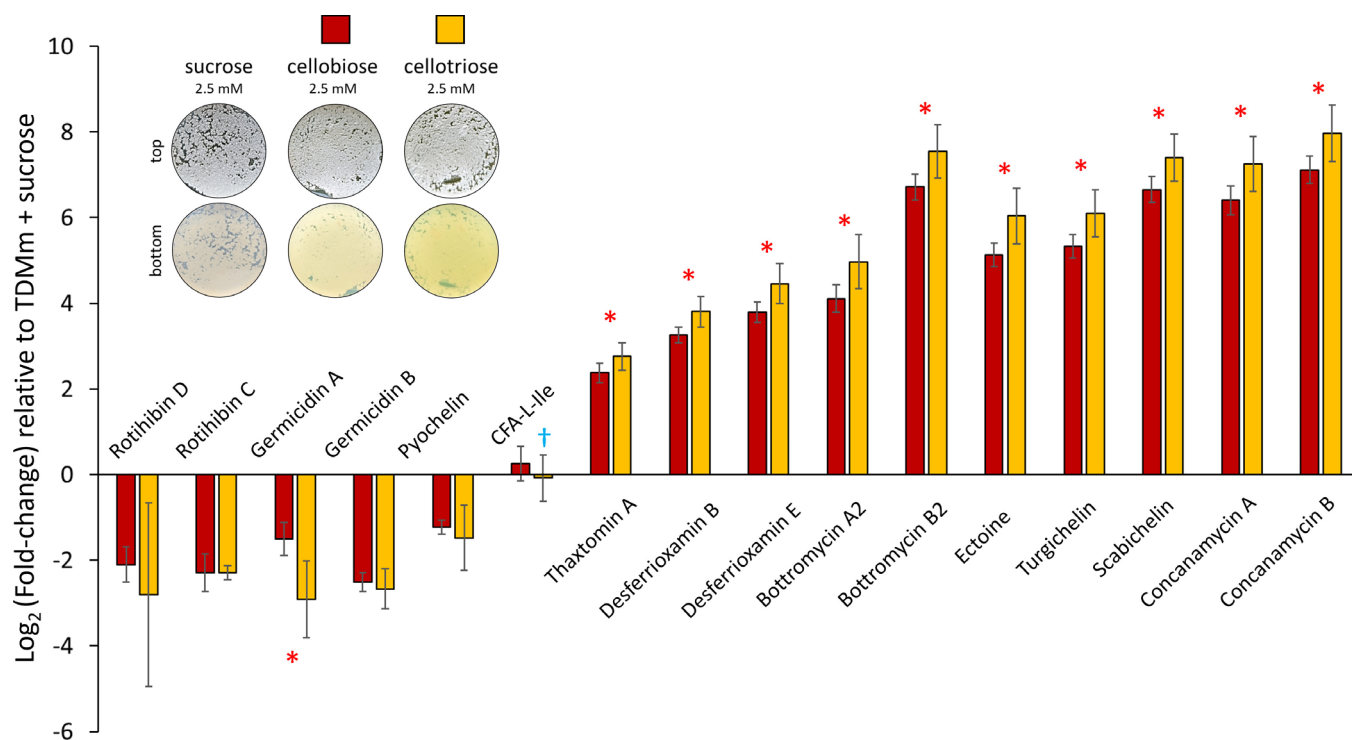 Log2 (Fold-change) relative to TDMm + sucrose
10
8
6
4
2
0
-2
-4
-6
sucrose
2.5 mM
cellobiose
2.5 mM
cellotriose
2.5 mM
top
bottom
Rotihibin D
Rotihibin C
Germicidin A
Germicidin B
Pyochelin
CFA-L-Ile
†
*
*
*
*
*
*
*
*
*
*
*
Thaxtomin A
Desferrioxamin B
Desferrioxamin E
Bottromycin A2
Bottromycin B2
Ectoine
Turgichelin
Scabichelin
Concanamycin A
Concanamycin B